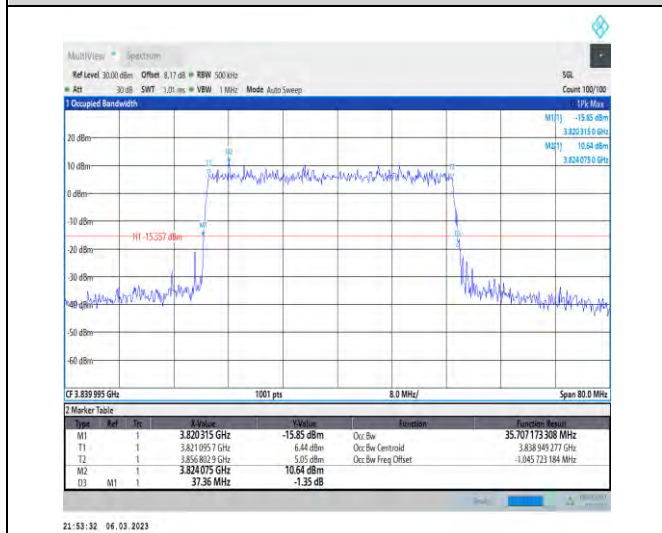 MultiView Spectrum
Ref Level 30.00 dBm Offset 8.17 dB RBW 500 kHz SGL
Att 30 dB SWT 1.01 ms VBW 1 MHz Mode Auto Sweep Count 100/100
1 Occupied Bandwidth 1Pk Max
M1[1] -15.85 dBm
3.820 315 0 GHz
M2[1] 10.64 dBm
3.824 075 0 GHz
20 dBm
M2
T1 T2
10 dBm
0 dBm
-10 dBm
M1
H1 -15.357 dBm
D3
-20 dBm
-30 dBm
-40 dBm
-50 dBm
-60 dBm
CF 3.839 995 GHz 1001 pts 8.0 MHz/ Span 80.0 MHz
2 Marker Table
Type Ref Trc X-Value Y-Value Function Function Result
M1 1 3.820315 GHz -15.85 dBm Occ Bw 35.707 173 308 MHz
T1 1 3.821 095 7 GHz 6.44 dBm Occ Bw Centroid 3.838 949 277 GHz
T2 1 3.856 802 9 GHz 5.05 dBm Occ Bw Freq Offset -1.045 723 184 MHz
M2 1 3.824075 GHz 10.64 dBm
D3 M1 1 37.36 MHz -1.35 dB
21:53:32 06.03.2023